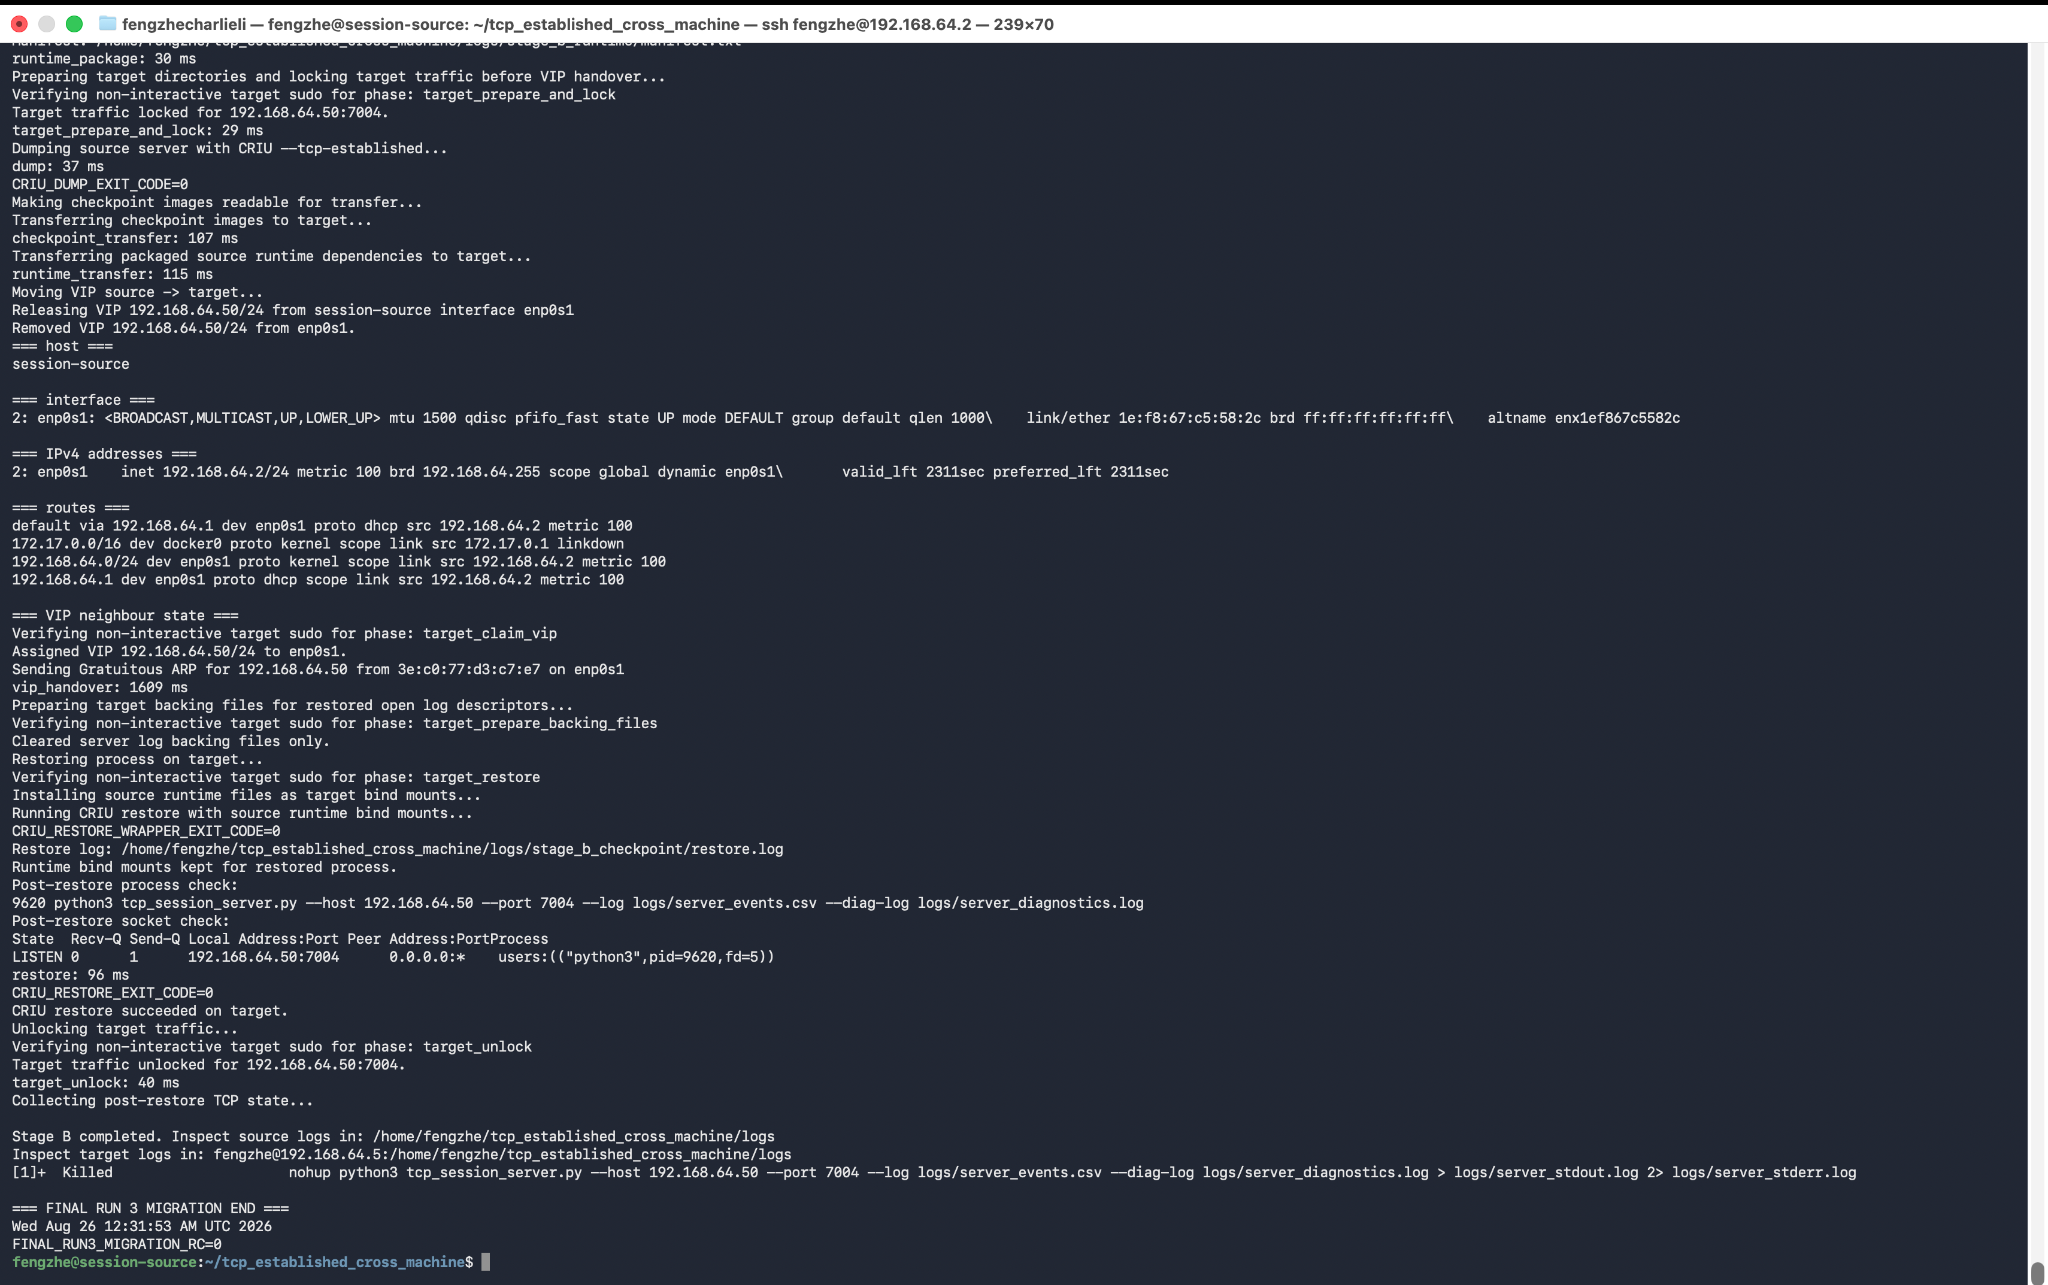 fengzhecharlieli — fengzhe@session-source: ~/tcp_established_cross_machine — ssh fengzhe@192.168.64.2 — 239×70
manifest: /home/fengzhe/tcp_established_cross_machine/logs/stage_b_runtime/manifest.txt
runtime_package: 30 ms
Preparing target directories and locking target traffic before VIP handover...
Verifying non-interactive target sudo for phase: target_prepare_and_lock
Target traffic locked for 192.168.64.50:7004.
target_prepare_and_lock: 29 ms
Dumping source server with CRIU --tcp-established...
dump: 37 ms
CRIU_DUMP_EXIT_CODE=0
Making checkpoint images readable for transfer...
Transferring checkpoint images to target...
checkpoint_transfer: 107 ms
Transferring packaged source runtime dependencies to target...
runtime_transfer: 115 ms
Moving VIP source -> target...
Releasing VIP 192.168.64.50/24 from session-source interface enp0s1
Removed VIP 192.168.64.50/24 from enp0s1.
=== host ===
session-source
=== interface ===
2: enp0s1: <BROADCAST,MULTICAST,UP,LOWER_UP> mtu 1500 qdisc pfifo_fast state UP mode DEFAULT group default qlen 1000\    link/ether 1e:f8:67:c5:58:2c brd ff:ff:ff:ff:ff:ff\    altname enx1ef867c5582c
=== IPv4 addresses ===
2: enp0s1    inet 192.168.64.2/24 metric 100 brd 192.168.64.255 scope global dynamic enp0s1\       valid_lft 2311sec preferred_lft 2311sec
=== routes ===
default via 192.168.64.1 dev enp0s1 proto dhcp src 192.168.64.2 metric 100
172.17.0.0/16 dev docker0 proto kernel scope link src 172.17.0.1 linkdown
192.168.64.0/24 dev enp0s1 proto kernel scope link src 192.168.64.2 metric 100
192.168.64.1 dev enp0s1 proto dhcp scope link src 192.168.64.2 metric 100
=== VIP neighbour state ===
Verifying non-interactive target sudo for phase: target_claim_vip
Assigned VIP 192.168.64.50/24 to enp0s1.
Sending Gratuitous ARP for 192.168.64.50 from 3e:c0:77:d3:c7:e7 on enp0s1
vip_handover: 1609 ms
Preparing target backing files for restored open log descriptors...
Verifying non-interactive target sudo for phase: target_prepare_backing_files
Cleared server log backing files only.
Restoring process on target...
Verifying non-interactive target sudo for phase: target_restore
Installing source runtime files as target bind mounts...
Running CRIU restore with source runtime bind mounts...
CRIU_RESTORE_WRAPPER_EXIT_CODE=0
Restore log: /home/fengzhe/tcp_established_cross_machine/logs/stage_b_checkpoint/restore.log
Runtime bind mounts kept for restored process.
Post-restore process check:
9620 python3 tcp_session_server.py --host 192.168.64.50 --port 7004 --log logs/server_events.csv --diag-log logs/server_diagnostics.log
Post-restore socket check:
State  Recv-Q Send-Q Local Address:Port Peer Address:PortProcess
LISTEN 0      1      192.168.64.50:7004      0.0.0.0:*    users:(("python3",pid=9620,fd=5))
restore: 96 ms
CRIU_RESTORE_EXIT_CODE=0
CRIU restore succeeded on target.
Unlocking target traffic...
Verifying non-interactive target sudo for phase: target_unlock
Target traffic unlocked for 192.168.64.50:7004.
target_unlock: 40 ms
Collecting post-restore TCP state...
Stage B completed. Inspect source logs in: /home/fengzhe/tcp_established_cross_machine/logs
Inspect target logs in: fengzhe@192.168.64.5:/home/fengzhe/tcp_established_cross_machine/logs
[1]+  Killed                     nohup python3 tcp_session_server.py --host 192.168.64.50 --port 7004 --log logs/server_events.csv --diag-log logs/server_diagnostics.log > logs/server_stdout.log 2> logs/server_stderr.log
=== FINAL RUN 3 MIGRATION END ===
Wed Aug 26 12:31:53 AM UTC 2026
FINAL_RUN3_MIGRATION_RC=0
fengzhe@session-source:~/tcp_established_cross_machine$